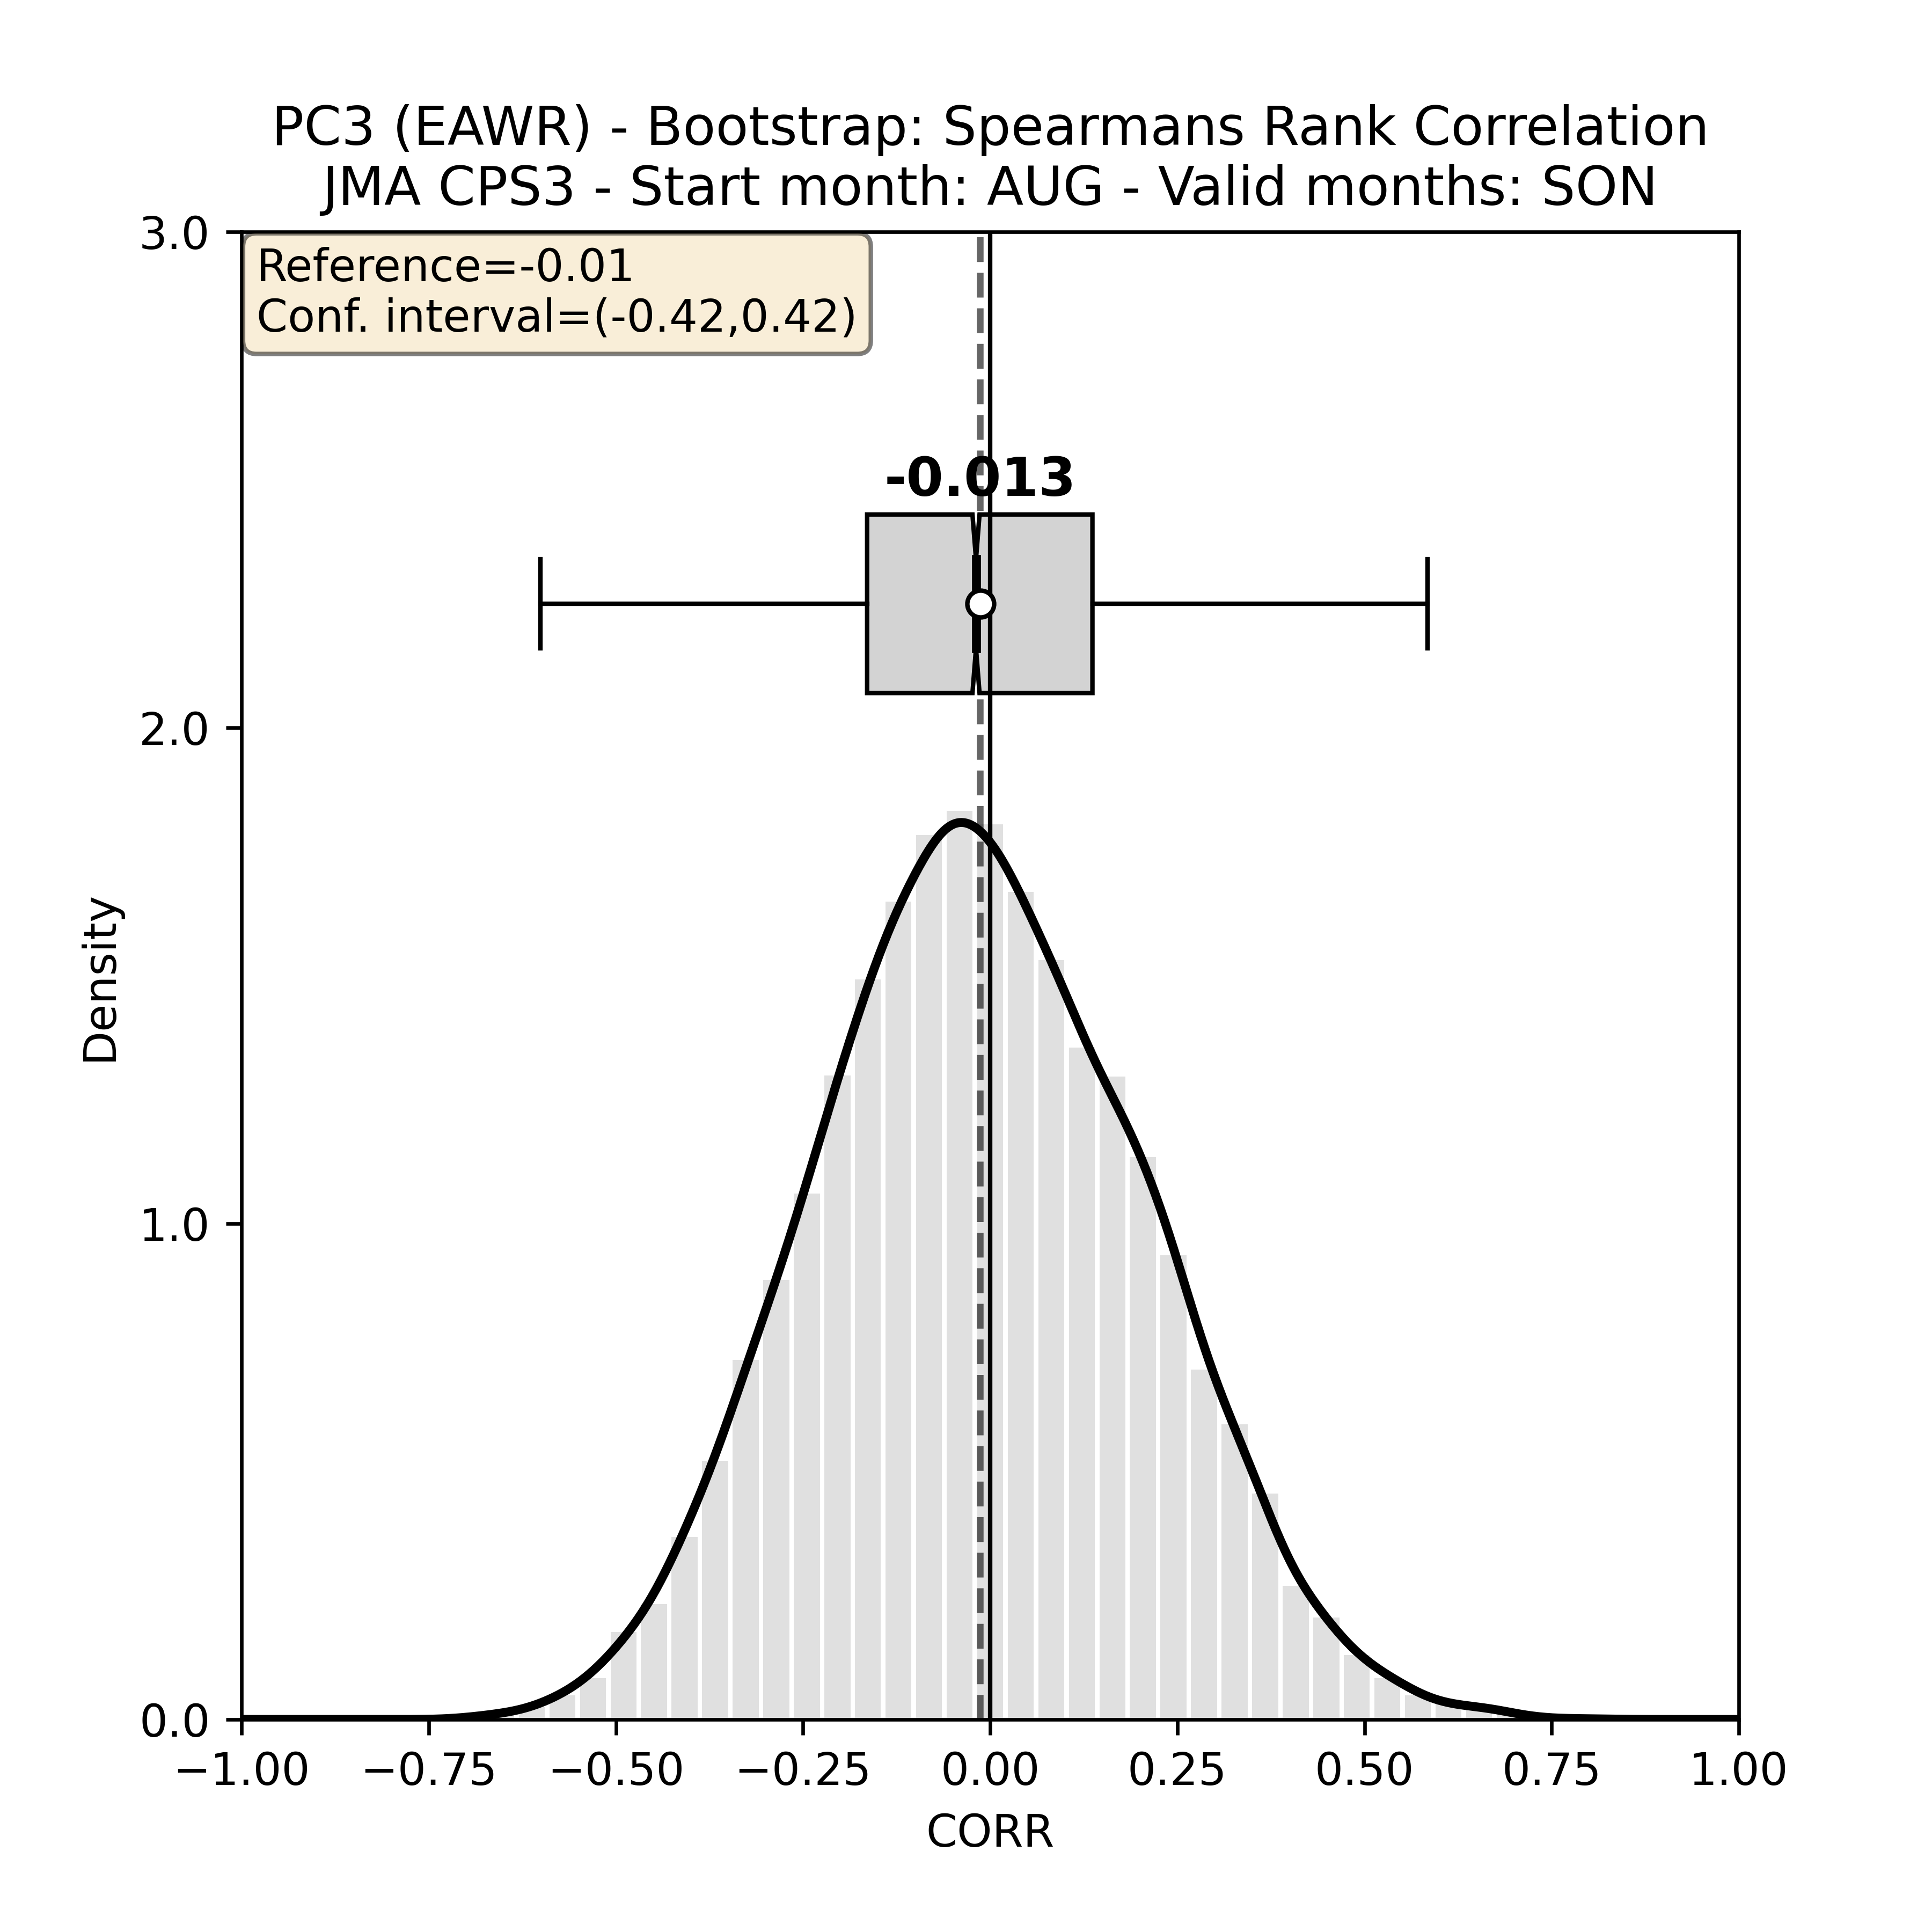 PC3 (EAWR) - Bootstrap: Spearmans Rank Correlation
JMA CPS3 - Start month: AUG - Valid months: SON
3.0
Reference=-0.01
Conf. interval=(-0.42,0.42)
-0.013
2.0
Density
1.0
0.0
−1.00 −0.75 −0.50 −0.25 0.00 0.25 0.50 0.75 1.00
CORR